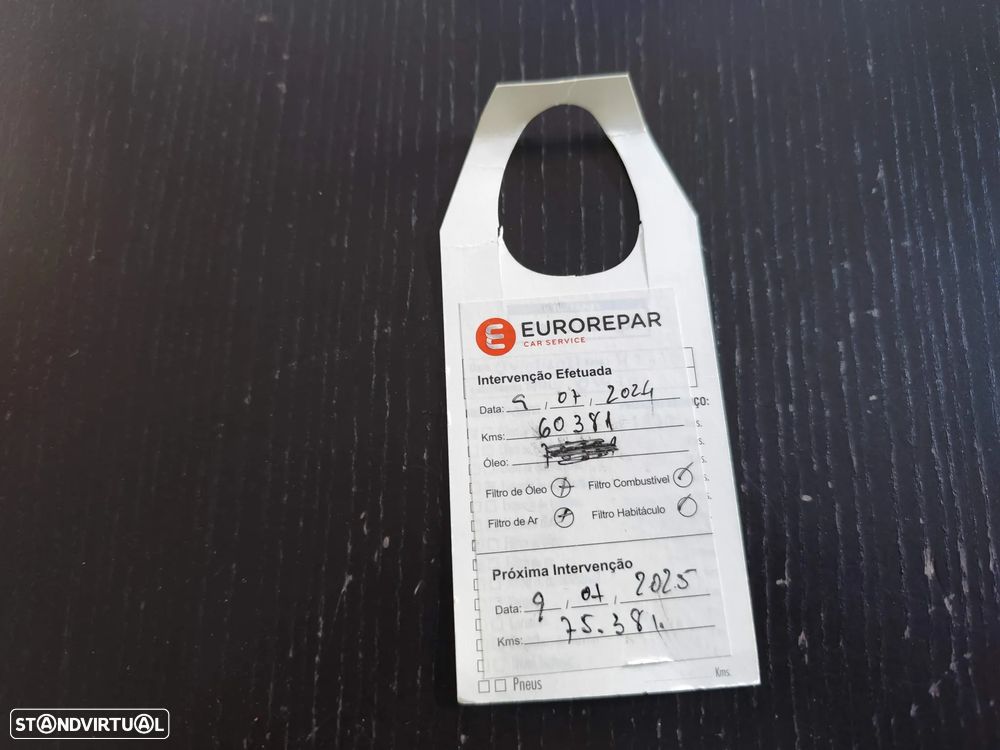 EUROREPAR
CAR SERVICE
Intervenção Efetuada
Data: 9, 07, 2024
ÇO:
Kms: 60381
s.
Óleo:
s.
s.
Filtro de Óleo Filtro Combustível
s.
Filtro de Ar Filtro Habitáculo
s.
Próxima Intervenção
Data: 9, 07, 2025
Kms: 75.381.
Pneus Kms.
STANDVIRTUAL